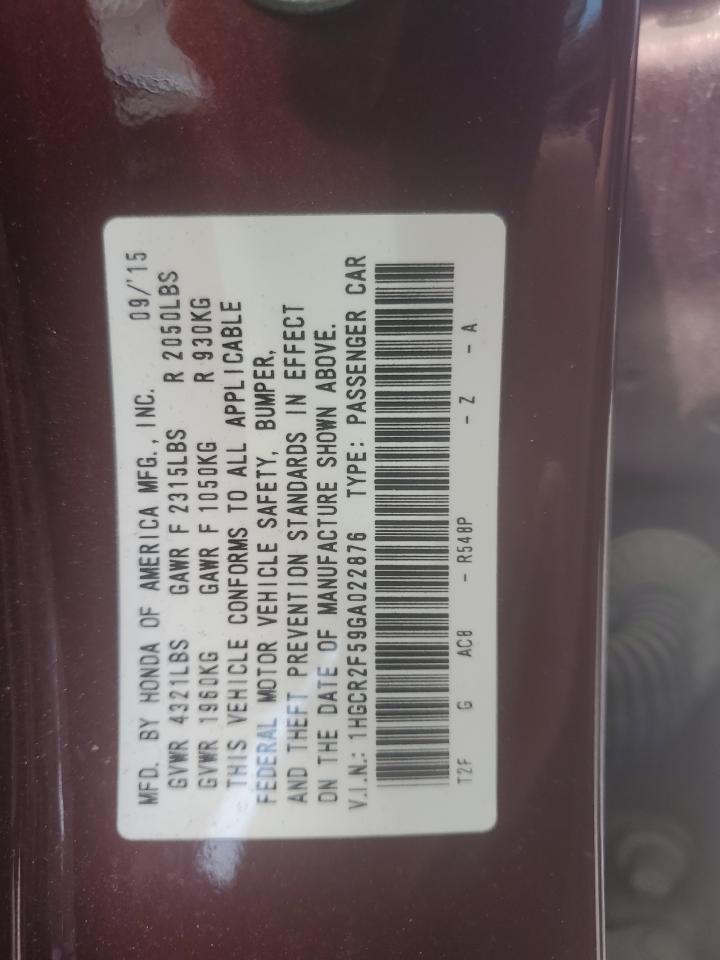 MFD. BY HONDA OF AMERICA MFG., INC. 09/'15
GVWR 4321LBS GAWR F 2315LBS R 2050LBS
GVWR 1960KG GAWR F 1050KG R 930KG
THIS VEHICLE CONFORMS TO ALL APPLICABLE
FEDERAL MOTOR VEHICLE SAFETY, BUMPER,
AND THEFT PREVENTION STANDARDS IN EFFECT
ON THE DATE OF MANUFACTURE SHOWN ABOVE.
V.I.N.: 1HGCR2F59GA022876 TYPE: PASSENGER CAR
T2F G AC8 - R548P - Z - A